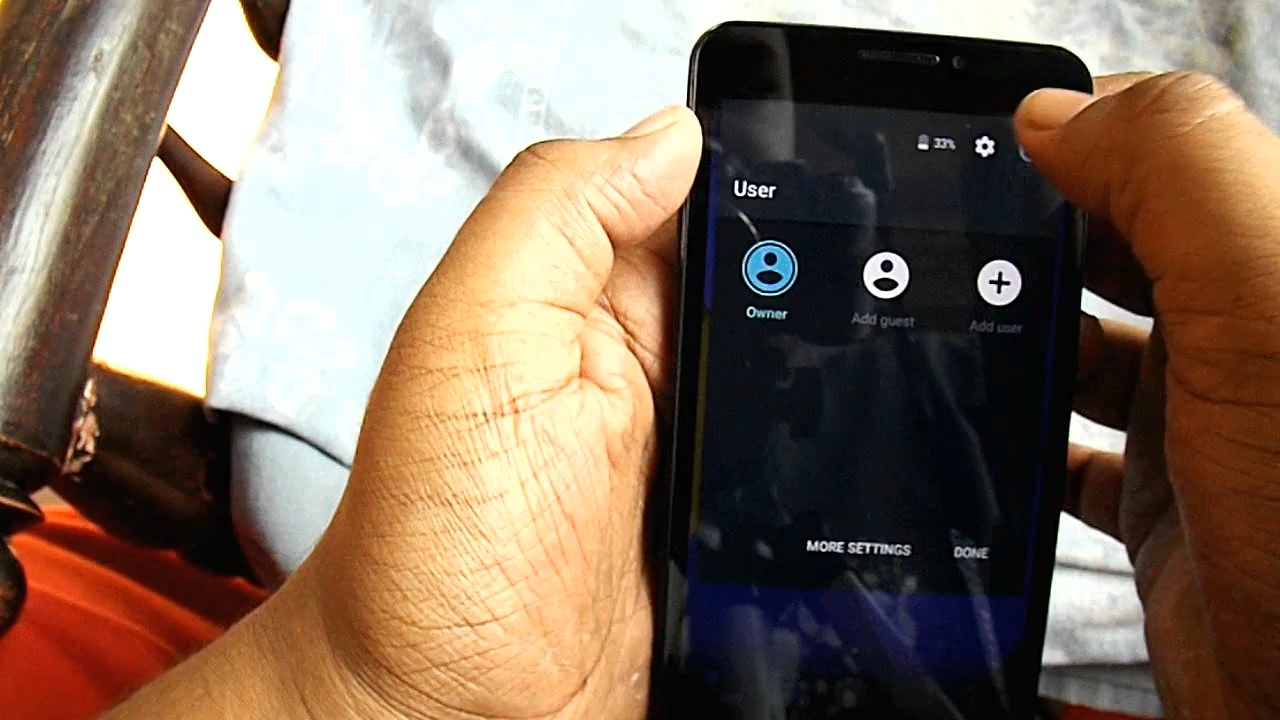 33%
User
Owner
Add guest
Add user
MORE SETTINGS
DONE